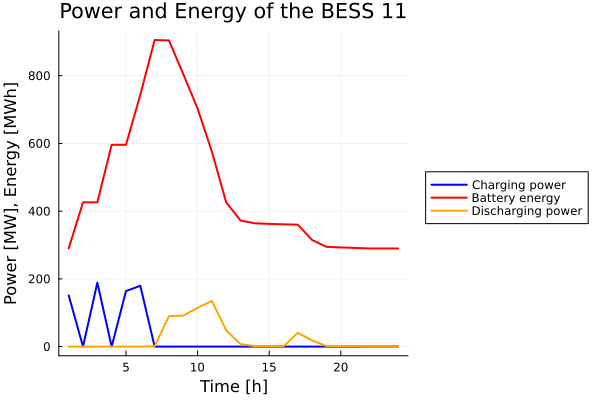 Power and Energy of the BESS 11
Power [MW], Energy [MWh]
800
600
400
200
0
5 10 15 20
Time [h]
Charging power
Battery energy
Discharging power